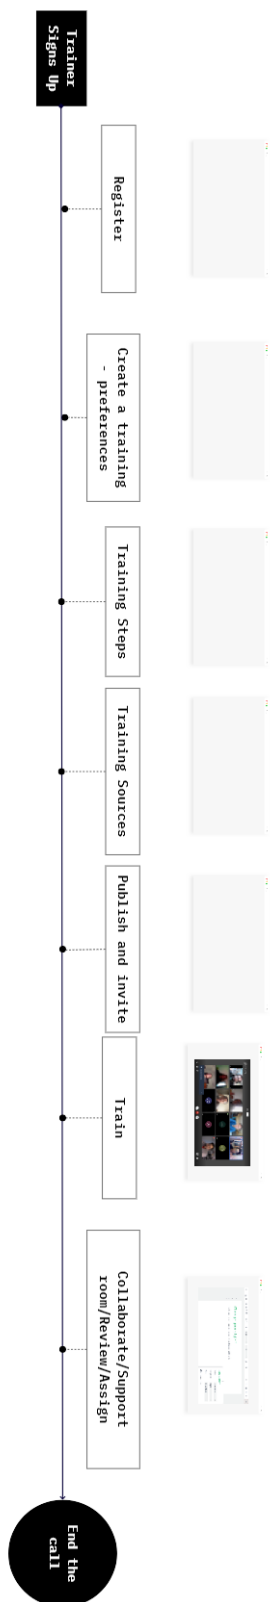 Trainer
Signs Up
Register
Create a training
- preferences
Training Steps
Training Sources
Publish and invite
Train
Collaborate/Support
room/Review/Assign
End the
call